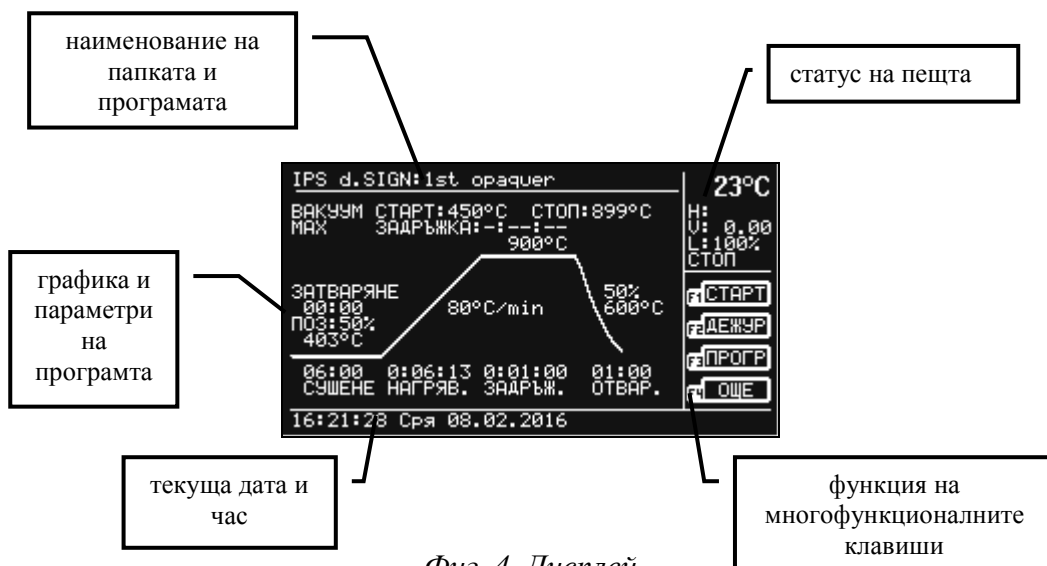 наименование на
папката и
програмата
статус на пещта
IPS d.SIGN:1st opaquer
23°C
ВАКУУМ СТАРТ:450°C СТОП:899°C
MAX ЗАДРЪЖКА:-:--:--
900°C
H:
V: 0.00
L:100%
СТОП
графика и
параметри
на
програмта
ЗАТВАРЯНЕ
00:00
ПОЗ:50%
403°C
80°C/min
50%
600°C
F1 СТАРТ
F2 ДЕЖУР
F3 ПРОГР
F4 ОЩЕ
06:00 0:06:13 0:01:00 01:00
СУШЕНЕ НАГРЯВ. ЗАДРЪЖ. ОТВАР.
16:21:28 Сря 08.02.2016
текуща дата и
час
функция на
многофункционалните
клавиши
Фиг. 4. Дисплей